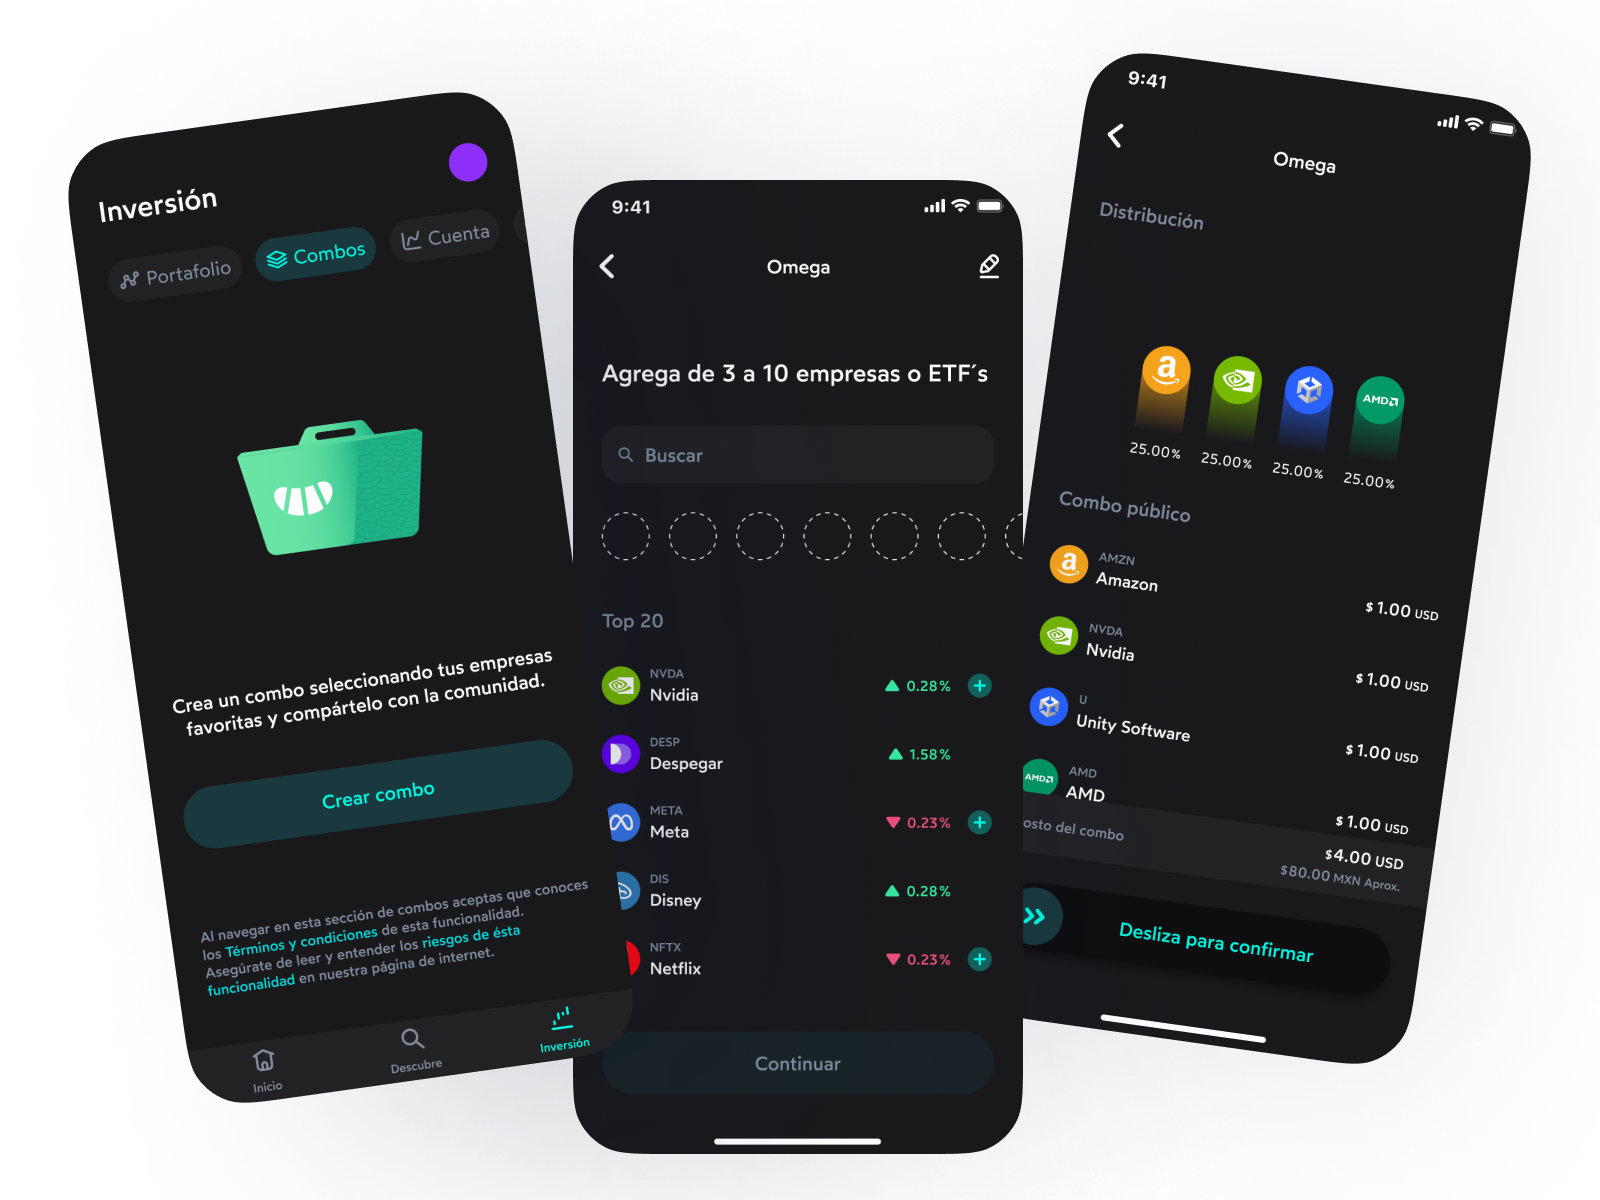 Inversión
Portafolio
Combos
Cuenta
Crea un combo seleccionando tus empresas
favoritas y compártelo con la comunidad.
Crear combo
Al navegar en esta sección de combos aceptas que conoces
los Términos y condiciones de esta funcionalidad.
Asegúrate de leer y entender los riesgos de ésta
funcionalidad en nuestra página de internet.
Inicio
Descubre
Inversión
9:41
Omega
Agrega de 3 a 10 empresas o ETF´s
Buscar
Top 20
NVDA
Nvidia
0.28%
DESP
Despegar
1.58%
META
Meta
0.23%
DIS
Disney
0.28%
NFTX
Netflix
0.23%
Continuar
9:41
Omega
Distribución
a
AMD
25.00%
25.00%
25.00%
25.00%
Combo público
a
AMZN
Amazon
$1.00 USD
NVDA
Nvidia
$1.00 USD
U
Unity Software
$1.00 USD
AMD
AMD
AMD
$1.00 USD
osto del combo
$4.00 USD
$80.00 MXN Aprox.
Desliza para confirmar